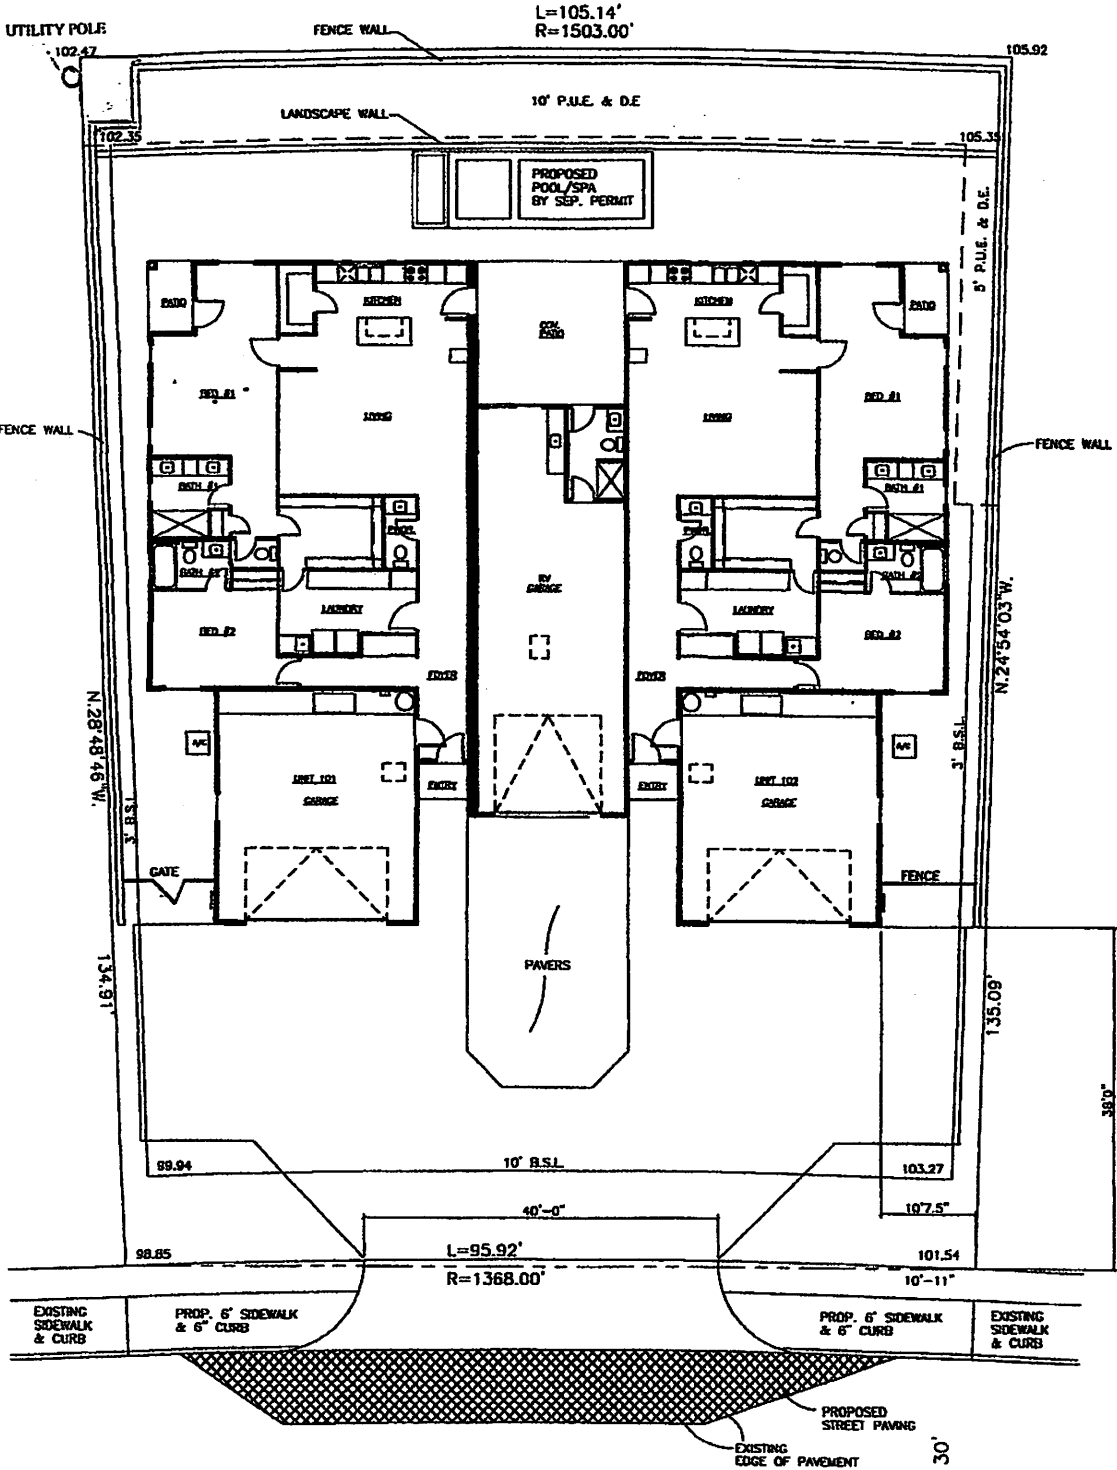 L=105.14'
R=1503.00'
UTILITY POLE
FENCE WALL
102.47
105.92
10' P.U.E. & D.E
LANDSCAPE WALL
102.35
105.35
PROPOSED
POOL/SPA
BY SEP. PERMIT
5' P.U.E. & D.E.
PATIO
KITCHEN
COV.
PATIO
KITCHEN
PATIO
BED #1
LIVING
LIVING
BED #1
FENCE WALL
FENCE WALL
BATH #1
BATH #1
PWDR.
PWDR.
BATH #2
RV
GARAGE
BATH #2
LAUNDRY
LAUNDRY
BED #2
BED #2
N.24°54'03"W.
FOYER
FOYER
N.28°48'46"W.
A/C
A/C
3' B.S.L.
3' B.S.L.
UNIT 101
GARAGE
ENTRY
ENTRY
UNIT 102
GARAGE
GATE
FENCE
PAVERS
134.91'
135.09'
38'0"
99.94
10' B.S.L.
103.27
40'-0"
10'7.5"
98.85
L=95.92'
101.54
R=1368.00'
10'-11"
EXISTING
SIDEWALK
& CURB
PROP. 6' SIDEWALK
& 6" CURB
PROP. 6' SIDEWALK
& 6" CURB
EXISTING
SIDEWALK
& CURB
PROPOSED
STREET PAVING
EXISTING
EDGE OF PAVEMENT
30'